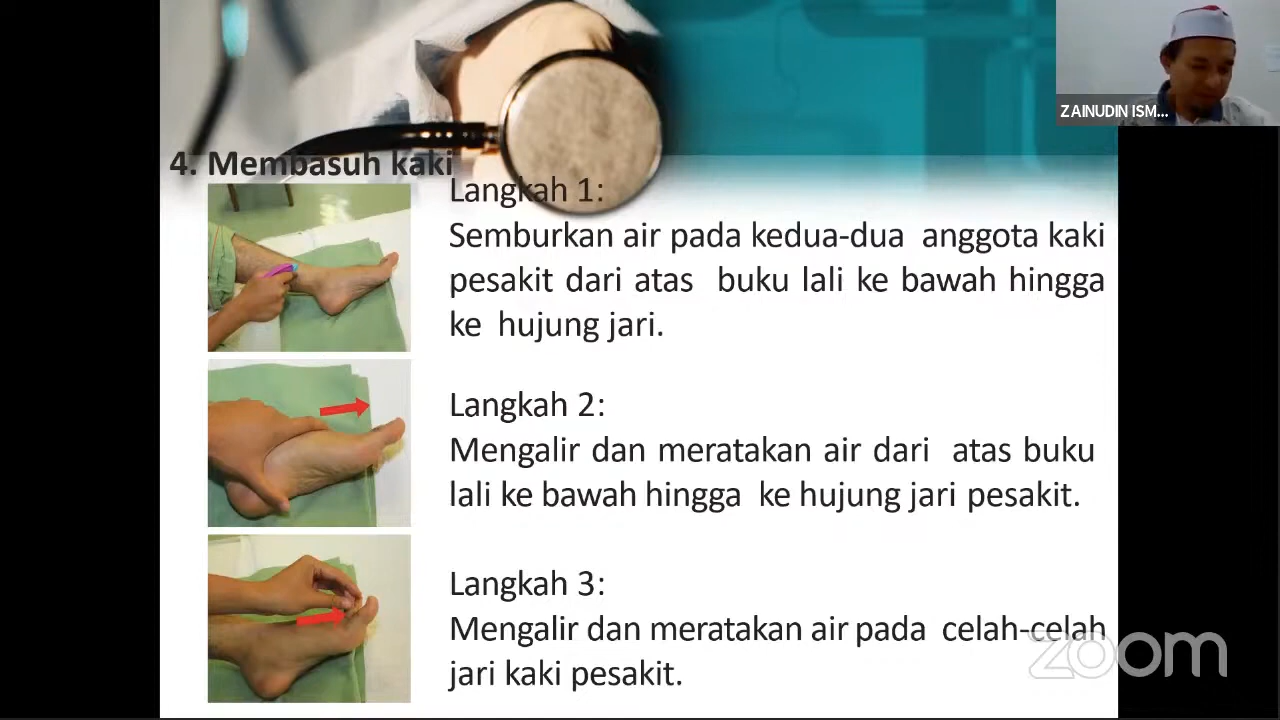 ZAINUDIN ISM...
4. Membasuh kaki
Langkah 1:
Semburkan air pada kedua-dua anggota kaki
pesakit dari atas buku lali ke bawah hingga
ke hujung jari.
Langkah 2:
Mengalir dan meratakan air dari atas buku
lali ke bawah hingga ke hujung jari pesakit.
Langkah 3:
Mengalir dan meratakan air pada celah-celah
jari kaki pesakit.
zoom